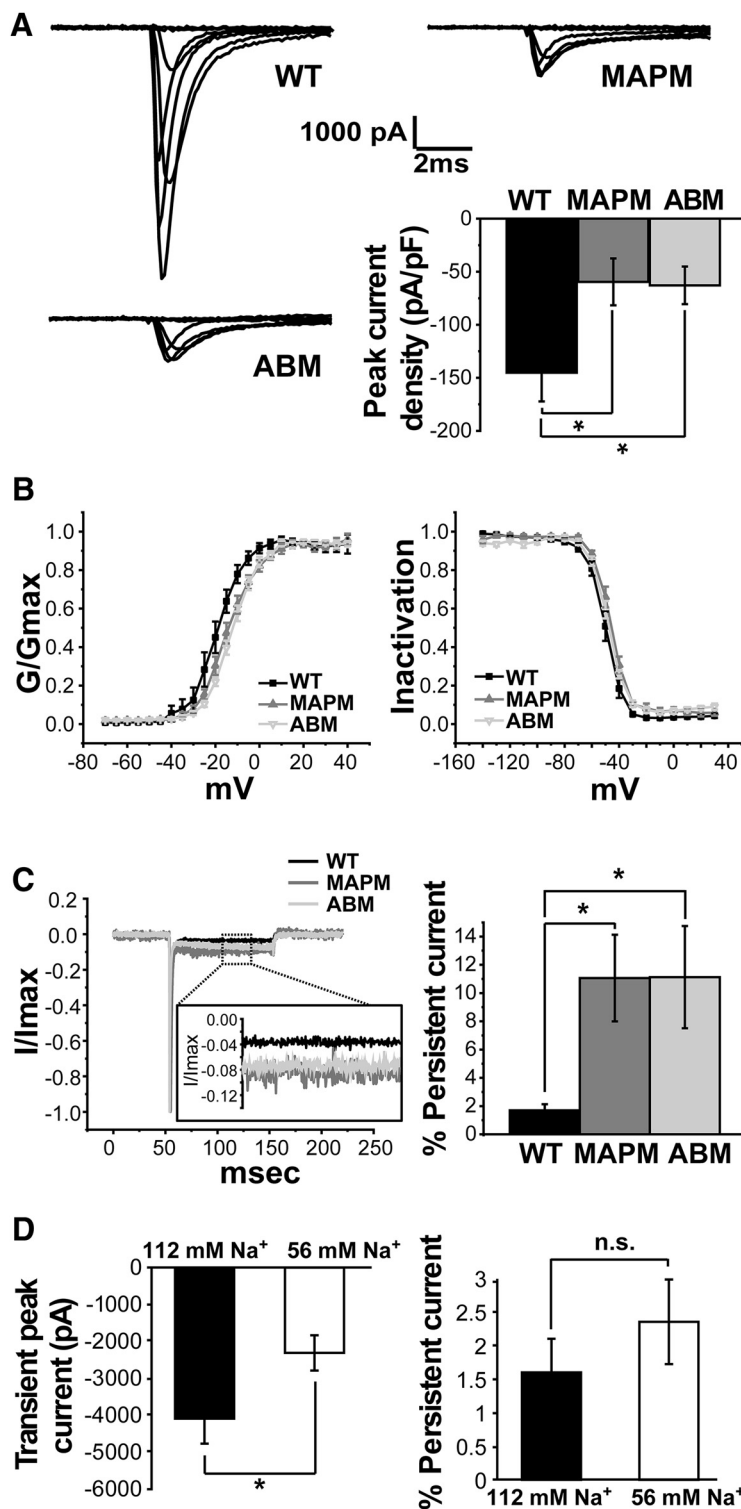 A
WT
MAPM
1000 pA
2ms
ABM
WT MAPM ABM
Peak current
density (pA/pF)
0
-50
-100
-150
-200
*
*
B
G/Gmax
1.0
0.8
0.6
0.4
0.2
0.0
WT
MAPM
ABM
-80 -60 -40 -20 0 20 40
mV
Inactivation
1.0
0.8
0.6
0.4
0.2
0.0
WT
MAPM
ABM
-160 -120 -80 -40 0 40
mV
C
WT
MAPM
ABM
I/Imax
0.2
0.0
-0.2
-0.4
-0.6
-0.8
-1.0
I/Imax
0.00
-0.04
-0.08
-0.12
0 50 100 150 200 250
msec
% Persistent current
14
12
10
8
6
4
2
0
*
*
WT MAPM ABM
D
112 mM Na+ 56 mM Na+
Transient peak
current (pA)
0
-1000
-2000
-3000
-4000
-5000
-6000
*
% Persistent current
3
2.5
2
1.5
1
0.5
0
n.s.
112 mM Na+ 56 mM Na+